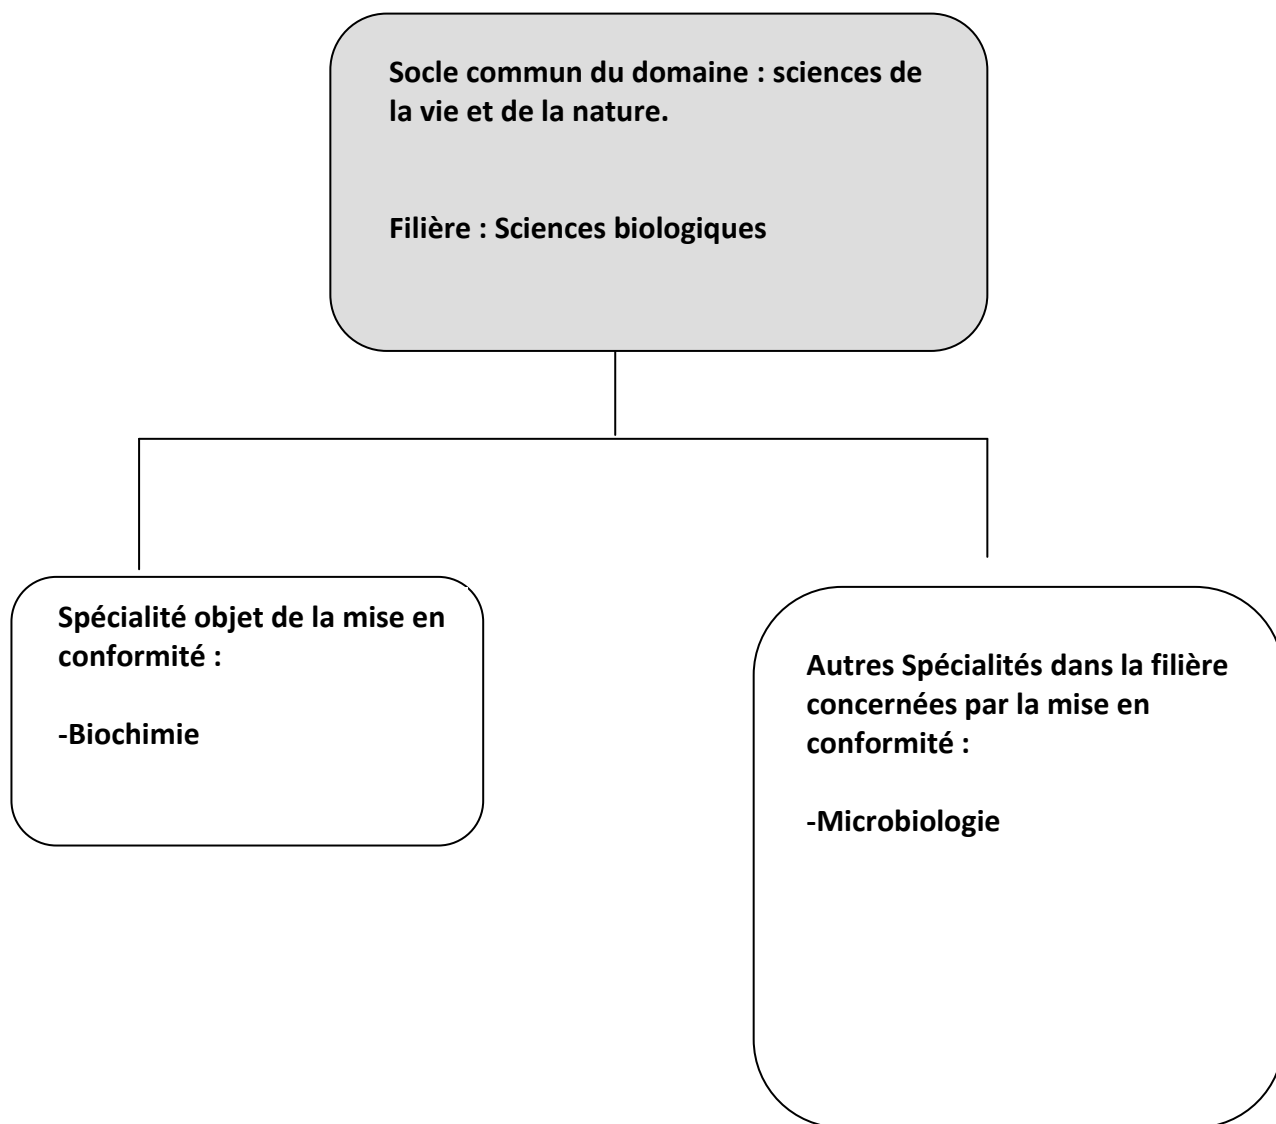 Socle commun du domaine : sciences de
la vie et de la nature.
Filière : Sciences biologiques
Spécialité objet de la mise en
conformité :
-Biochimie
Autres Spécialités dans la filière
concernées par la mise en
conformité :
-Microbiologie